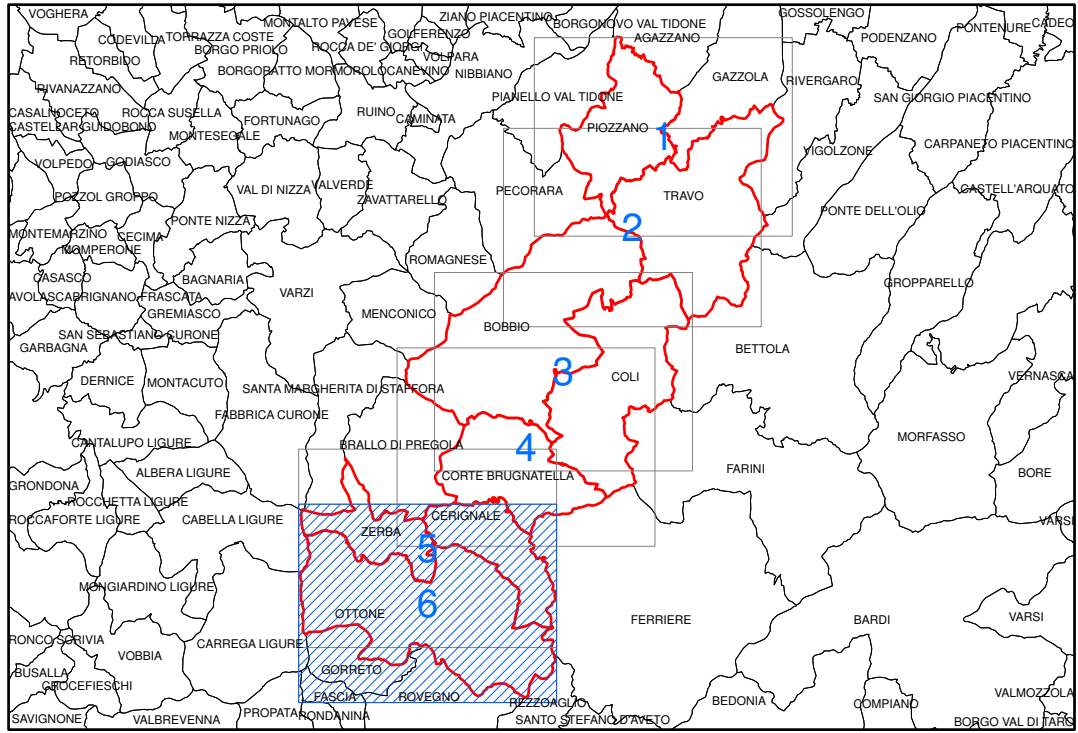 VOGHERA
MONTALTO PAVESE
ZIANO PIACENTINO
GOSSOLENGO
CADEO
BORGONOVO VAL TIDONE
PONTENURE
CODEVILLA
TORRAZZA COSTE
GOLFERENZO
AGAZZANO
PODENZANO
BORGO PRIOLO
ROCCA DE' GIORGI
VOLPARA
RETORBIDO
BORGORATTO MORMOROLO
CANEVINO
NIBBIANO
GAZZOLA
RIVERGARO
RIVANAZZANO
PIANELLO VAL TIDONE
SAN GIORGIO PIACENTINO
CASALNOCETO
ROCCA SUSELLA
FORTUNAGO
RUINO
CAMINATA
CASTELLAR GUIDOBONO
MONTESEGALE
PIOZZANO
1
VOLPEDO
GODIASCO
VIGOLZONE
CARPANETO PIACENTINO
VAL DI NIZZA
VALVERDE
ZAVATTARELLO
PECORARA
TRAVO
CASTELL'ARQUATO
POZZOL GROPPO
PONTE NIZZA
2
PONTE DELL'OLIO
MONTEMARZINO
CECIMA
MOMPERONE
ROMAGNESE
CASASCO
BAGNARIA
VARZI
GROPPARELLO
AVOLASCA
BRIGNANO-FRASCATA
GREMIASCO
MENCONICO
BOBBIO
SAN SEBASTIANO CURONE
GARBAGNA
BETTOLA
DERNICE
MONTACUTO
SANTA MARGHERITA DI STAFFORA
3
COLI
VERNASCA
FABBRICA CURONE
CANTALUPO LIGURE
BRALLO DI PREGOLA
4
MORFASSO
ALBERA LIGURE
CORTE BRUGNATELLA
FARINI
BORE
GRONDONA
ROCCHETTA LIGURE
ROCCAFORTE LIGURE
CABELLA LIGURE
ZERBA
CERIGNALE
VARSI
5
MONGIARDINO LIGURE
6
OTTONE
FERRIERE
BARDI
VARSI
RONCO SCRIVIA
CARREGA LIGURE
VOBBIA
BUSALLA
GORRETO
CROCEFIESCHI
FASCIA
ROVEGNO
REZZOAGLIO
BEDONIA
COMPIANO
VALMOZZOLA
SAVIGNONE
VALBREVENNA
PROPATA
RONDANINA
SANTO STEFANO D'AVETO
BORGO VAL DI TARO